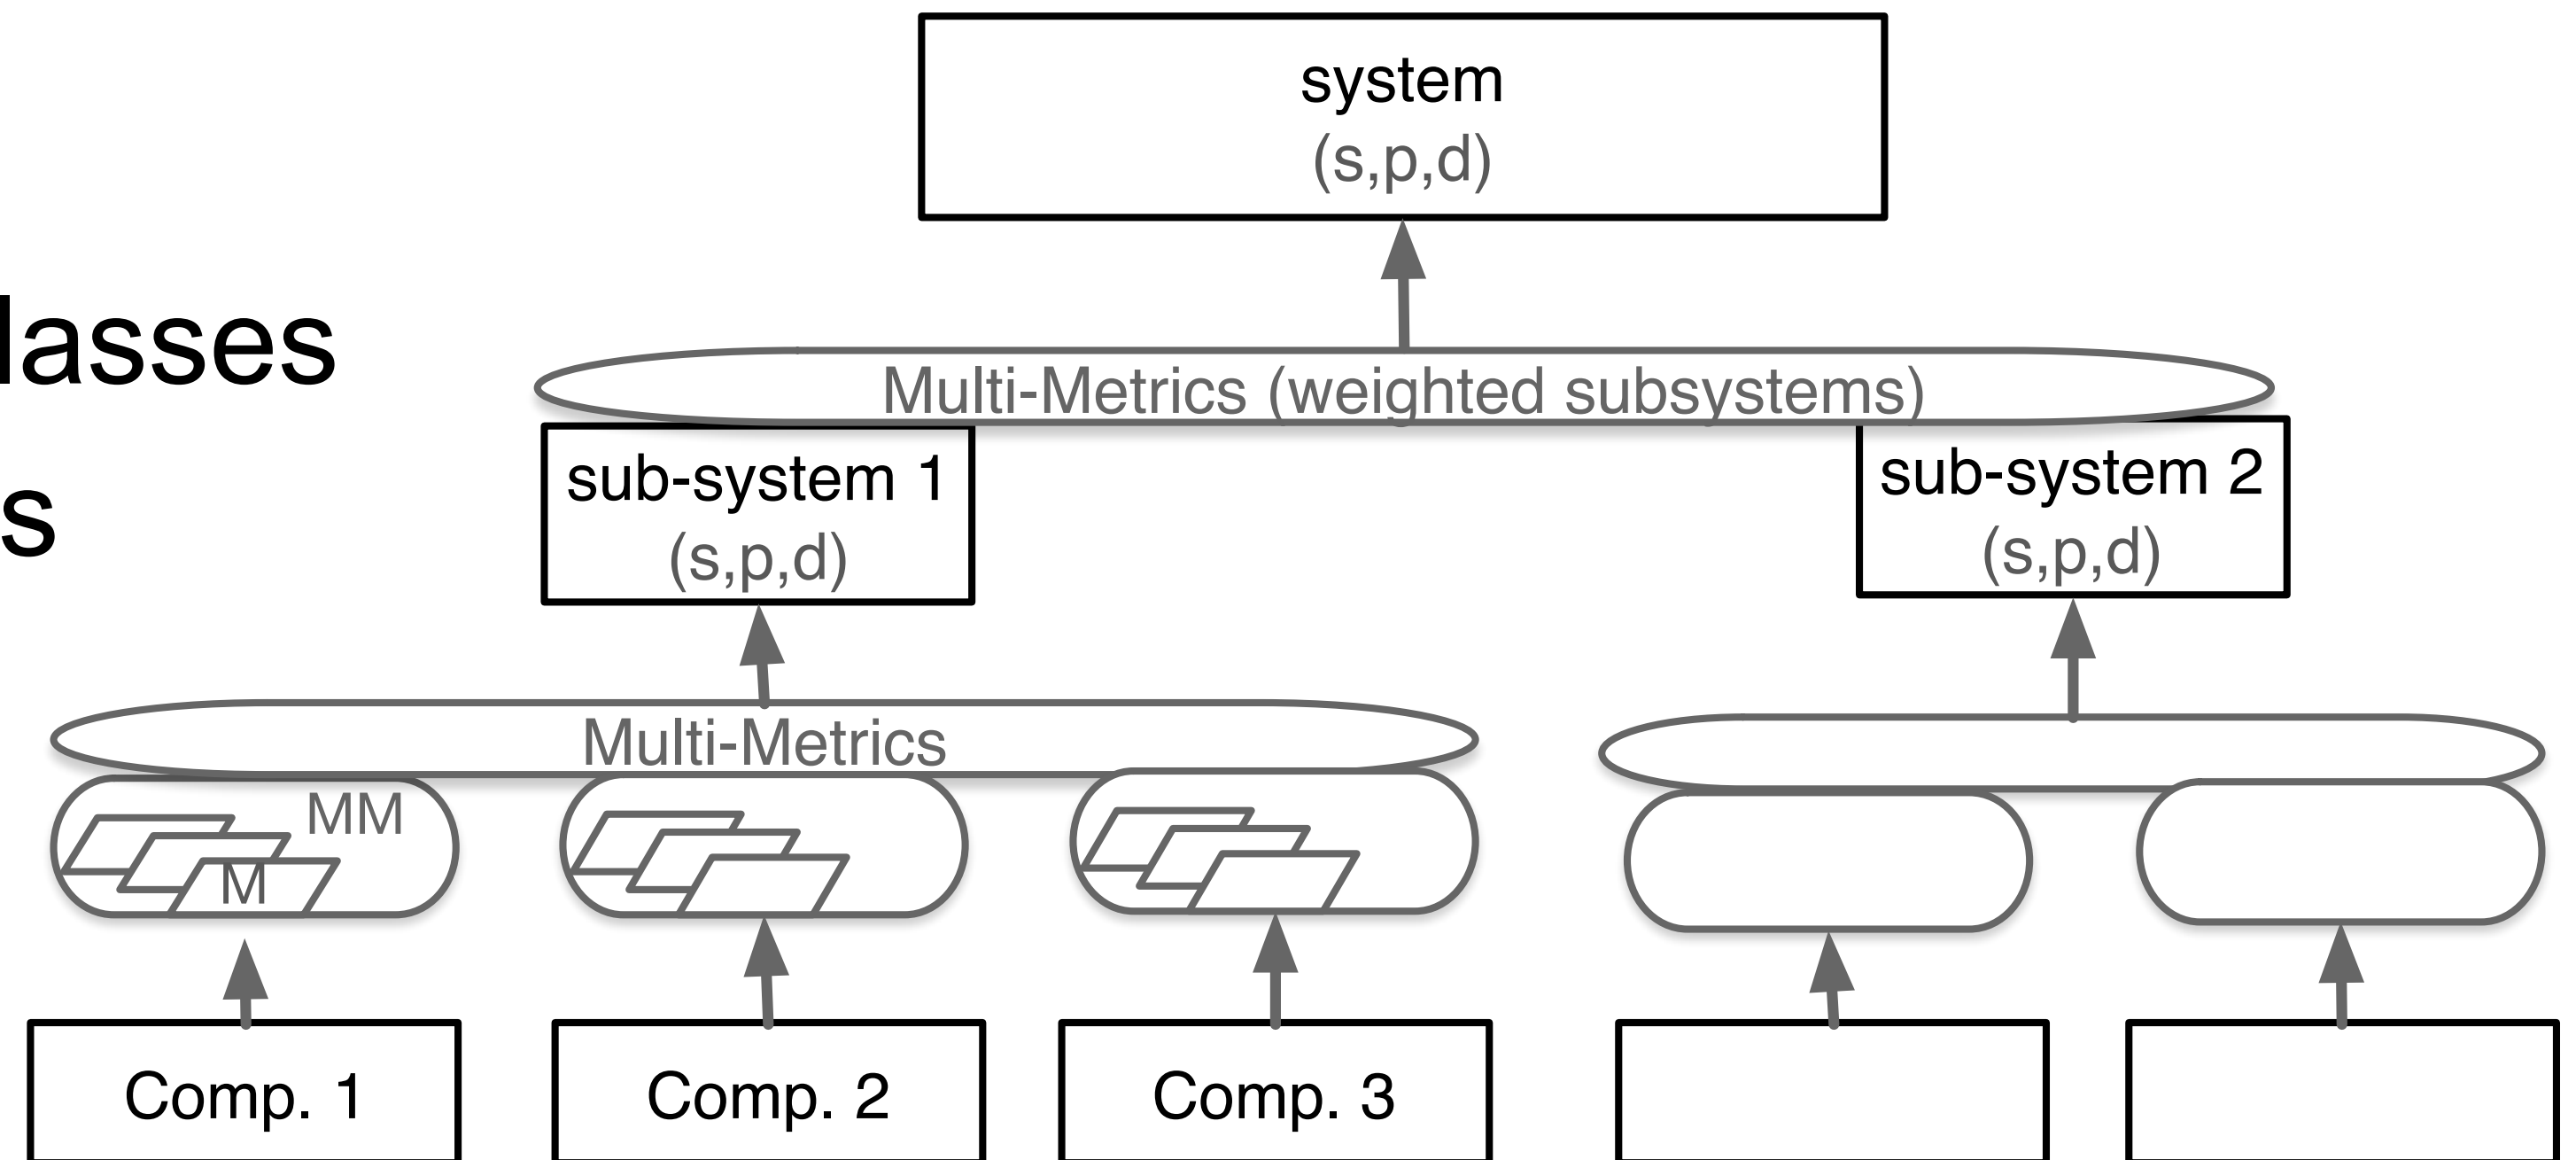 system
(s,p,d)
lasses
Multi-Metrics (weighted subsystems)
sub-system 1
(s,p,d)
sub-system 2
(s,p,d)
s
Multi-Metrics
MM
M
Comp. 1
Comp. 2
Comp. 3